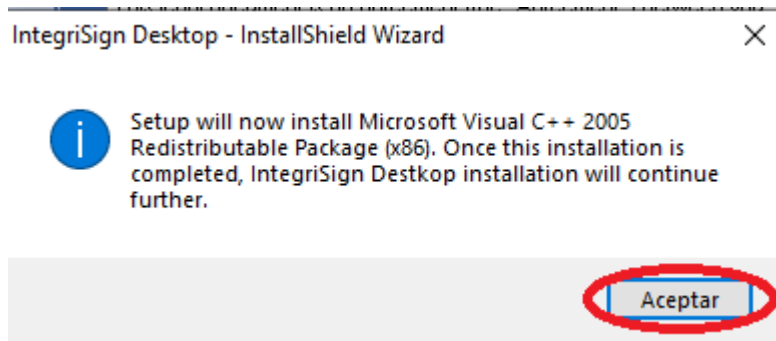 IntegriSign Desktop - InstallShield Wizard
Setup will now install Microsoft Visual C++ 2005
Redistributable Package (x86). Once this installation is
completed, IntegriSign Destkop installation will continue
further.
Aceptar